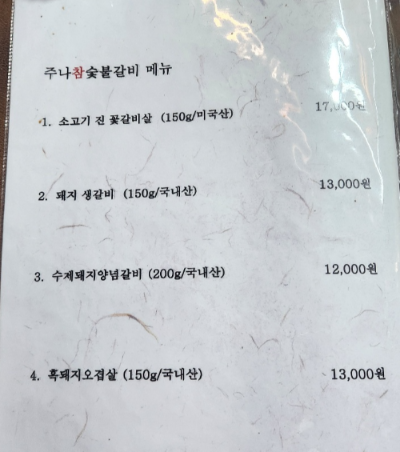 주나참숯불갈비 메뉴
1. 소고기 진 꽃갈비살 (150g/미국산) 17,000원
2. 돼지 생갈비 (150g/국내산) 13,000원
3. 수제돼지양념갈비 (200g/국내산) 12,000원
4. 흑돼지오겹살 (150g/국내산) 13,000원